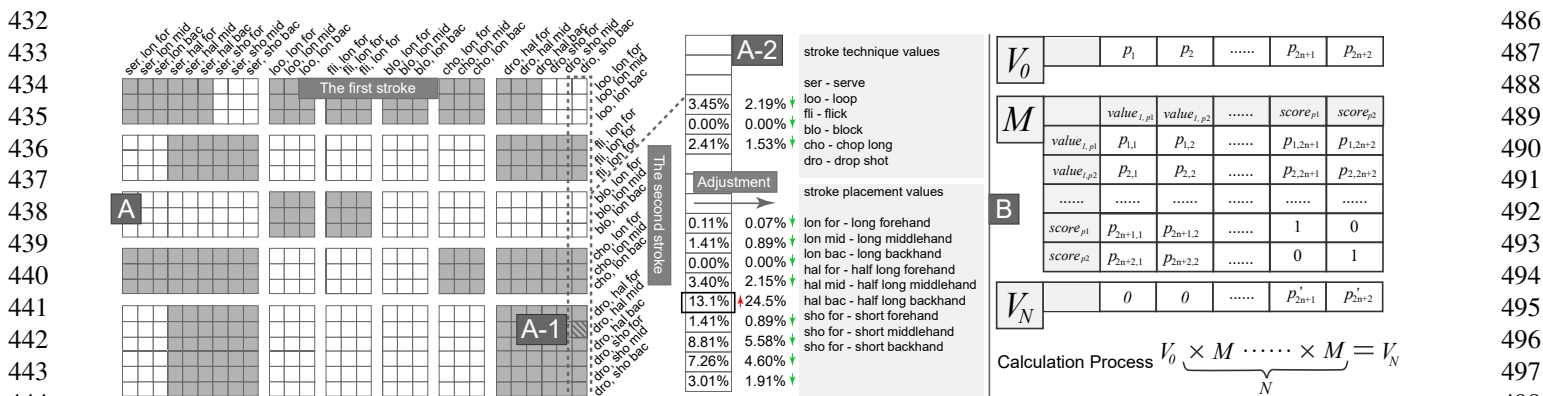 432
433
434
435
436
437
438
439
440
441
442
443
ser, lon for
ser, lon mid
ser, lon bac
ser, hal for
ser, hal mid
ser, hal bac
ser, sho for
ser, sho mid
ser, sho bac
loo, lon for
loo, lon mid
loo, lon bac
fli, lon for
fli, lon for
fli, lon for
blo, lon for
blo, lon mid
blo, lon bac
cho, lon for
cho, lon mid
cho, lon bac
dro, hal for
dro, hal mid
dro, hal bac
dro, sho for
dro, sho mid
dro, sho bac
The first stroke
A
A-1
loo, lon for
loo, lon mid
loo, lon bac
fli, lon for
fli, lon for
fli, lon for
blo, lon for
blo, lon mid
blo, lon bac
cho, lon for
cho, lon bac
dro, hal for
dro, hal mid
dro, hal bac
dro, sho for
dro, sho mid
dro, sho bac
The second stroke
A-2
3.45% 2.19%
0.00% 0.00%
2.41% 1.53%
Adjustment
0.11% 0.07%
1.41% 0.89%
0.00% 0.00%
3.40% 2.15%
13.1% 24.5%
1.41% 0.89%
8.81% 5.58%
7.26% 4.60%
3.01% 1.91%
stroke technique values
ser - serve
loo - loop
fli - flick
blo - block
cho - chop long
dro - drop shot
stroke placement values
lon for - long forehand
lon mid - long middlehand
lon bac - long backhand
hal for - half long forehand
hal mid - half long middlehand
hal bac - half long backhand
sho for - short forehand
sho for - short middlehand
sho for - short backhand
B
V0 p1 p2 ...... p2n+1 p2n+2
M value1, p1 value1, p2 ...... scorep1 scorep2
value1, p1 p1,1 p1,2 ...... p1,2n+1 p1,2n+2
value1,p2 p2,1 p2,2 ...... p2,2n+1 p2,2n+2
...... ...... ...... ...... ...... ......
scorep1 p2n+1,1 p2n+1,2 ...... 1 0
scorep2 p2n+2,1 p2n+2,2 ...... 0 1
VN 0 0 ...... p'2n+1 p'2n+2
Calculation Process V0 × M ······ × M = VN
N
486
487
488
489
490
491
492
493
494
495
496
497